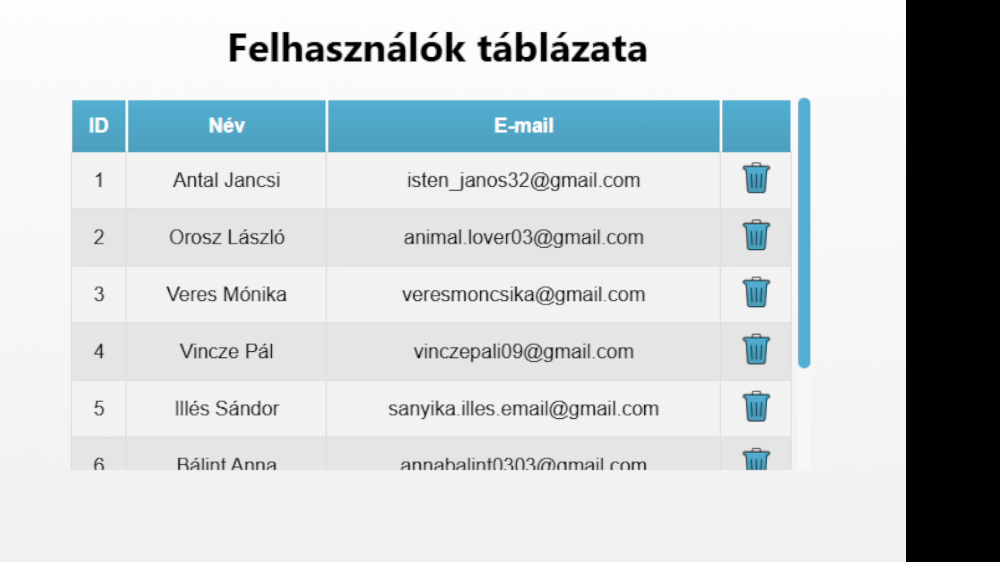 Felhasználók táblázata
ID Név E-mail
1 Antal Jancsi isten_janos32@gmail.com
2 Orosz László animal.lover03@gmail.com
3 Veres Mónika veresmoncsika@gmail.com
4 Vincze Pál vinczepali09@gmail.com
5 Illés Sándor sanyika.illes.email@gmail.com
6 Bálint Anna annabalint0303@gmail.com